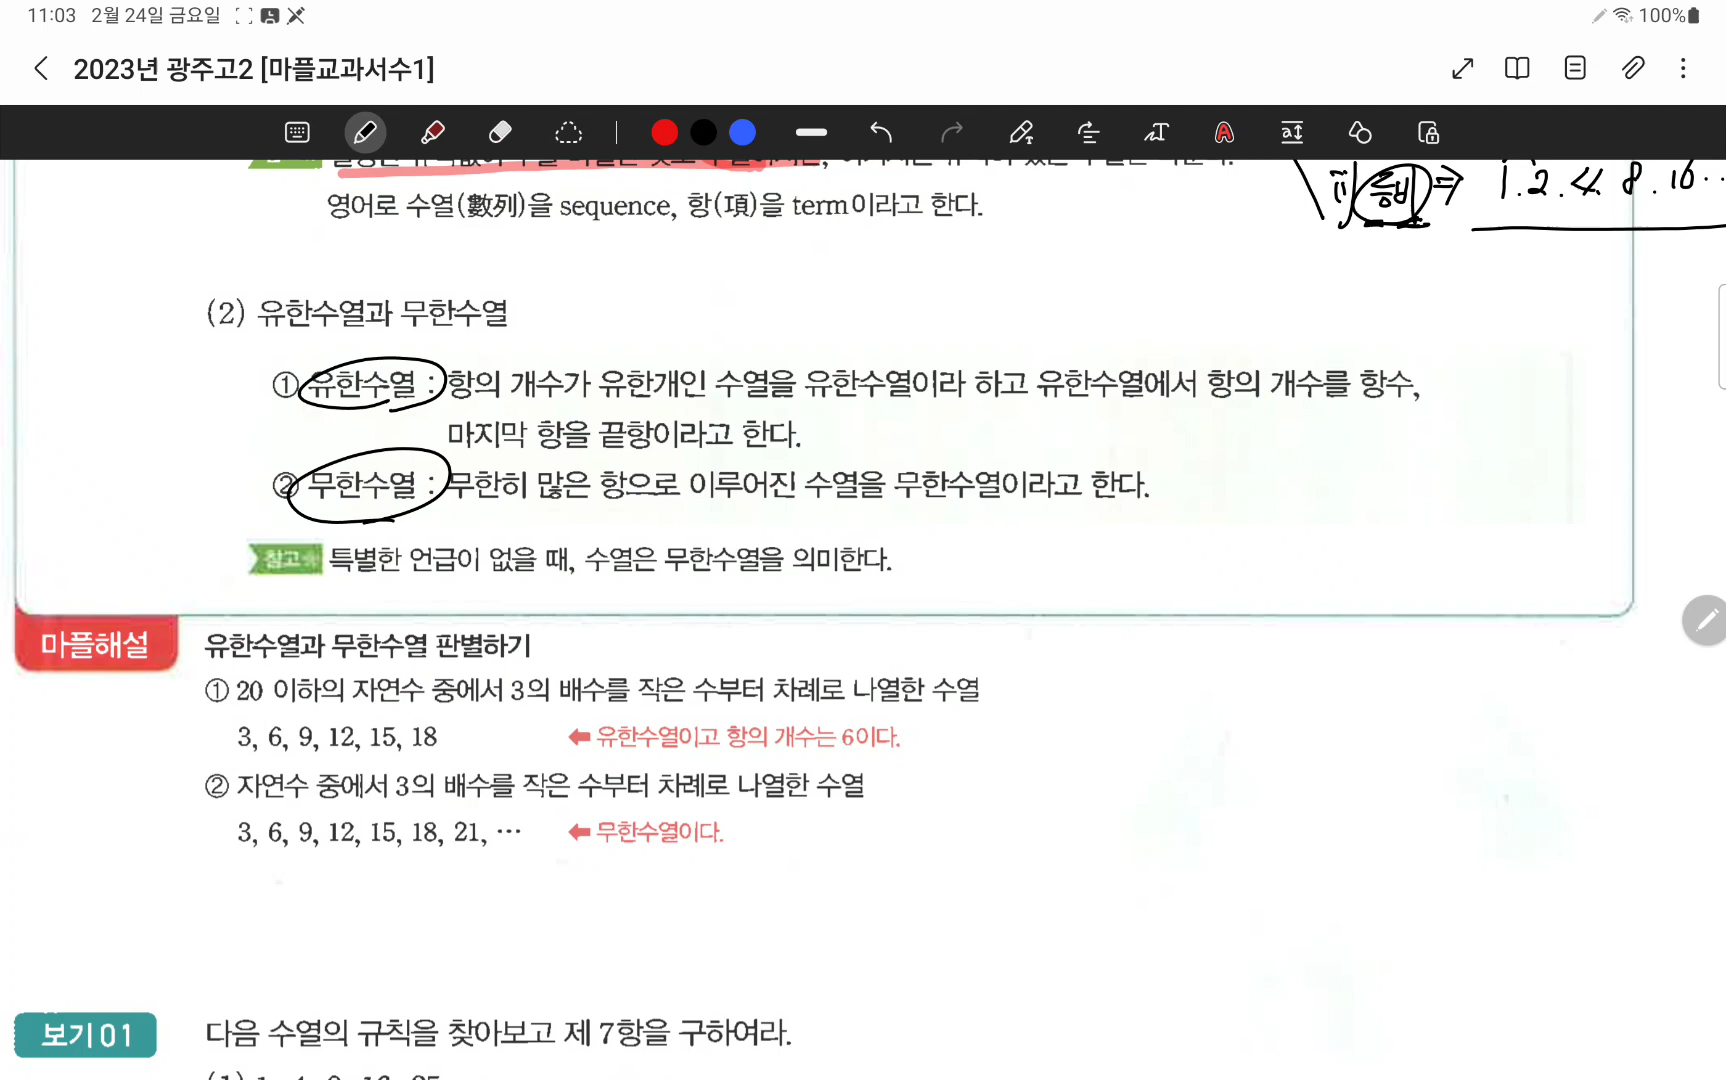 11:03 2월 24일 금요일
100%
2023년 광주고2 [마플교과서수1]
영어로 수열(數列)을 sequence, 항(項)을 term이라고 한다.
ii) 등비 ⇒ 1. 2. 4. 8. 16 ...
(2) 유한수열과 무한수열
① 유한수열 : 항의 개수가 유한개인 수열을 유한수열이라 하고 유한수열에서 항의 개수를 항수,
마지막 항을 끝항이라고 한다.
② 무한수열 : 무한히 많은 항으로 이루어진 수열을 무한수열이라고 한다.
참고 특별한 언급이 없을 때, 수열은 무한수열을 의미한다.
마플해설 유한수열과 무한수열 판별하기
① 20 이하의 자연수 중에서 3의 배수를 작은 수부터 차례로 나열한 수열
3, 6, 9, 12, 15, 18 ⬅ 유한수열이고 항의 개수는 6이다.
② 자연수 중에서 3의 배수를 작은 수부터 차례로 나열한 수열
3, 6, 9, 12, 15, 18, 21, ⋯ ⬅ 무한수열이다.
보기 01 다음 수열의 규칙을 찾아보고 제 7항을 구하여라.